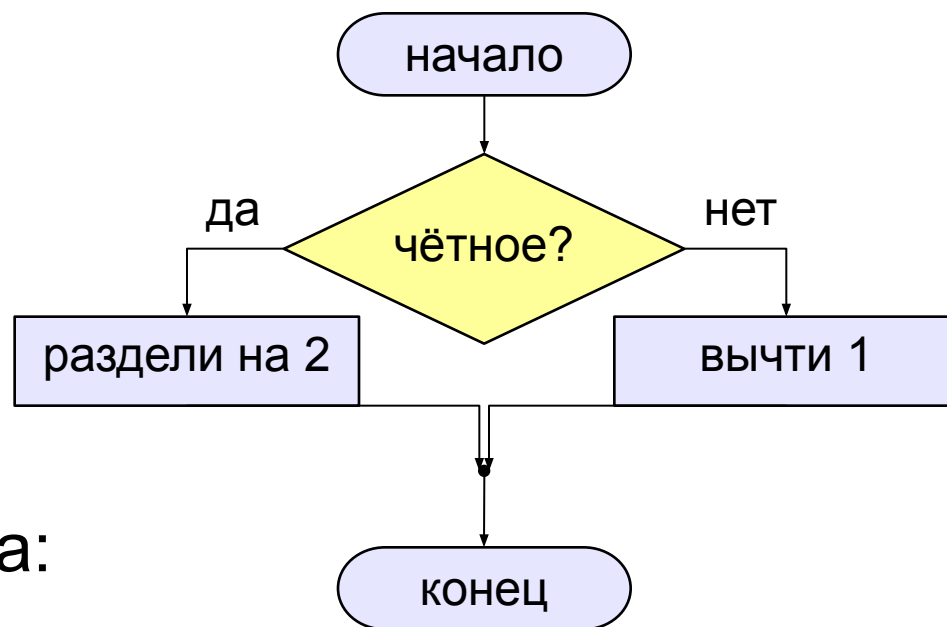 начало
да
нет
чётное?
раздели на 2
вычти 1
а:
конец